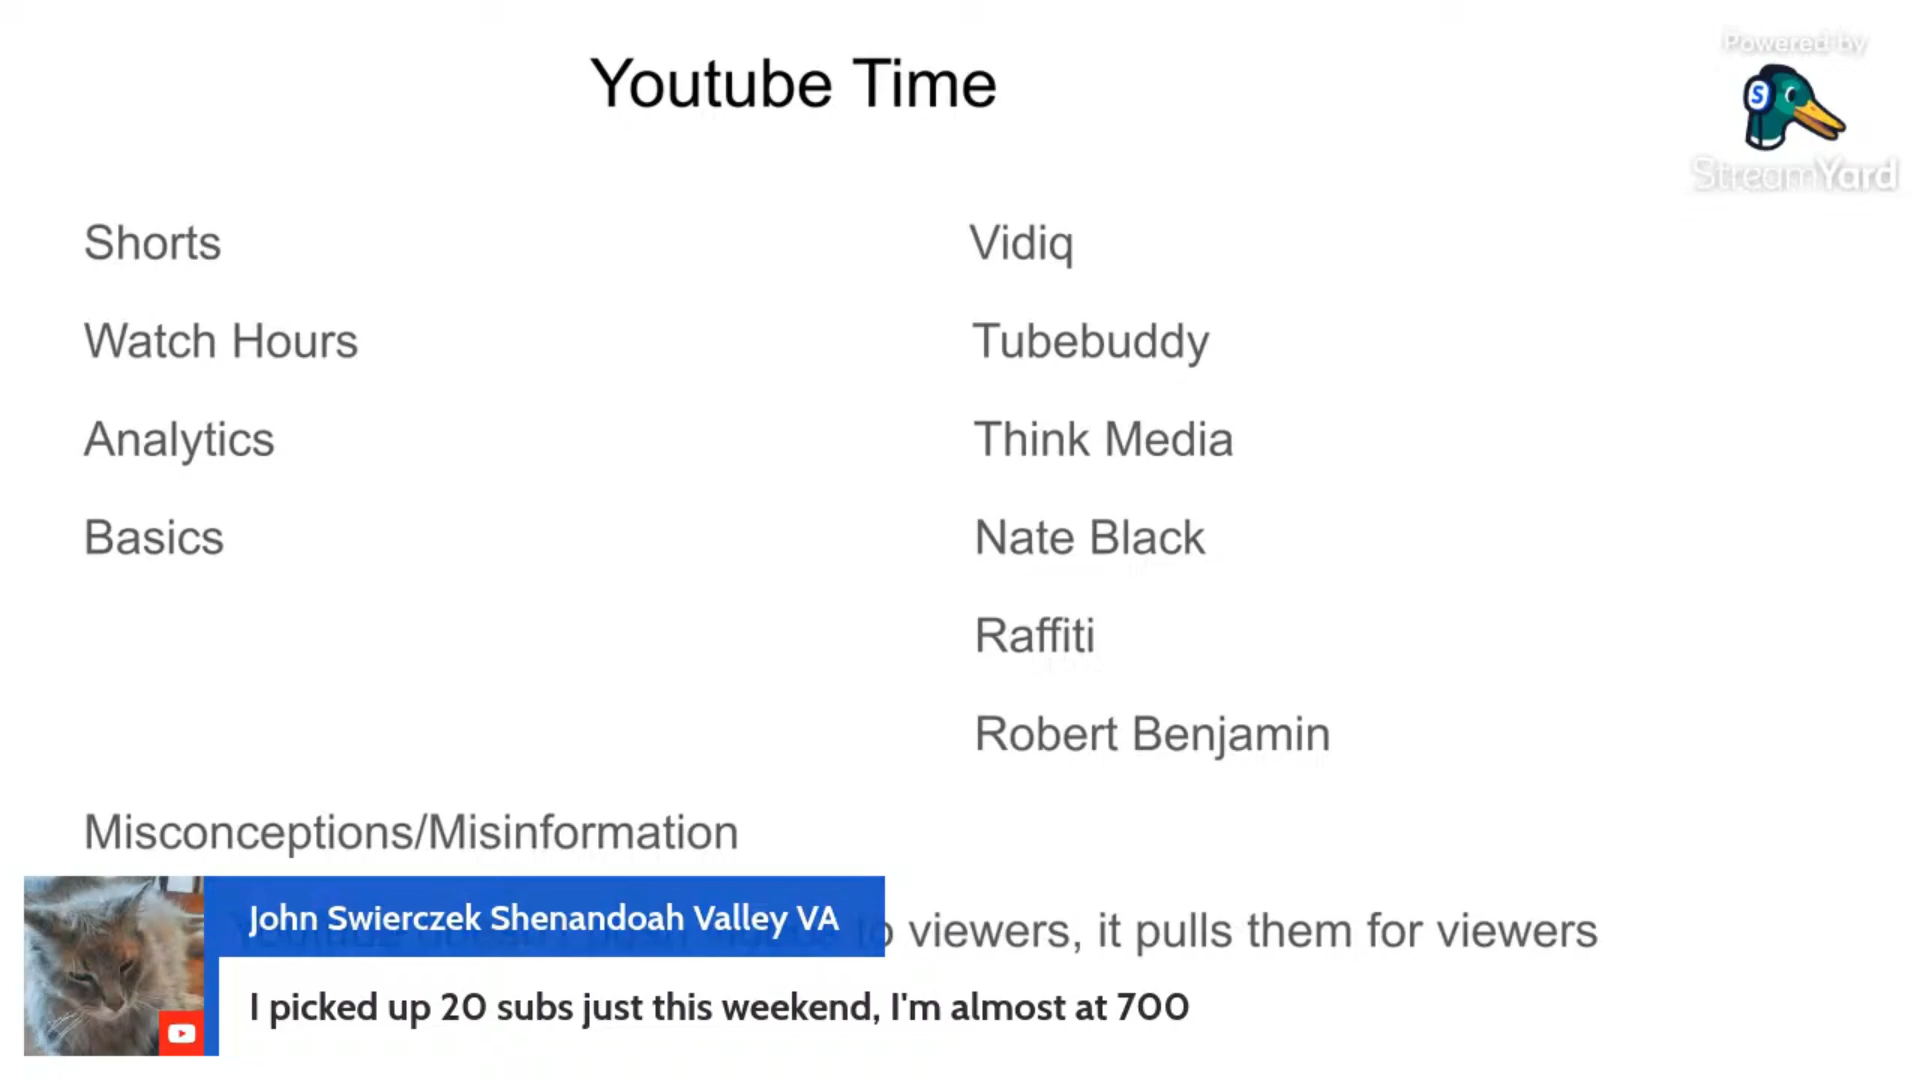 Youtube Time
Powered by
S
StreamYard
Shorts
Watch Hours
Analytics
Basics
Vidiq
Tubebuddy
Think Media
Nate Black
Raffiti
Robert Benjamin
Misconceptions/Misinformation
to viewers, it pulls them for viewers
John Swierczek Shenandoah Valley VA
I picked up 20 subs just this weekend, I'm almost at 700